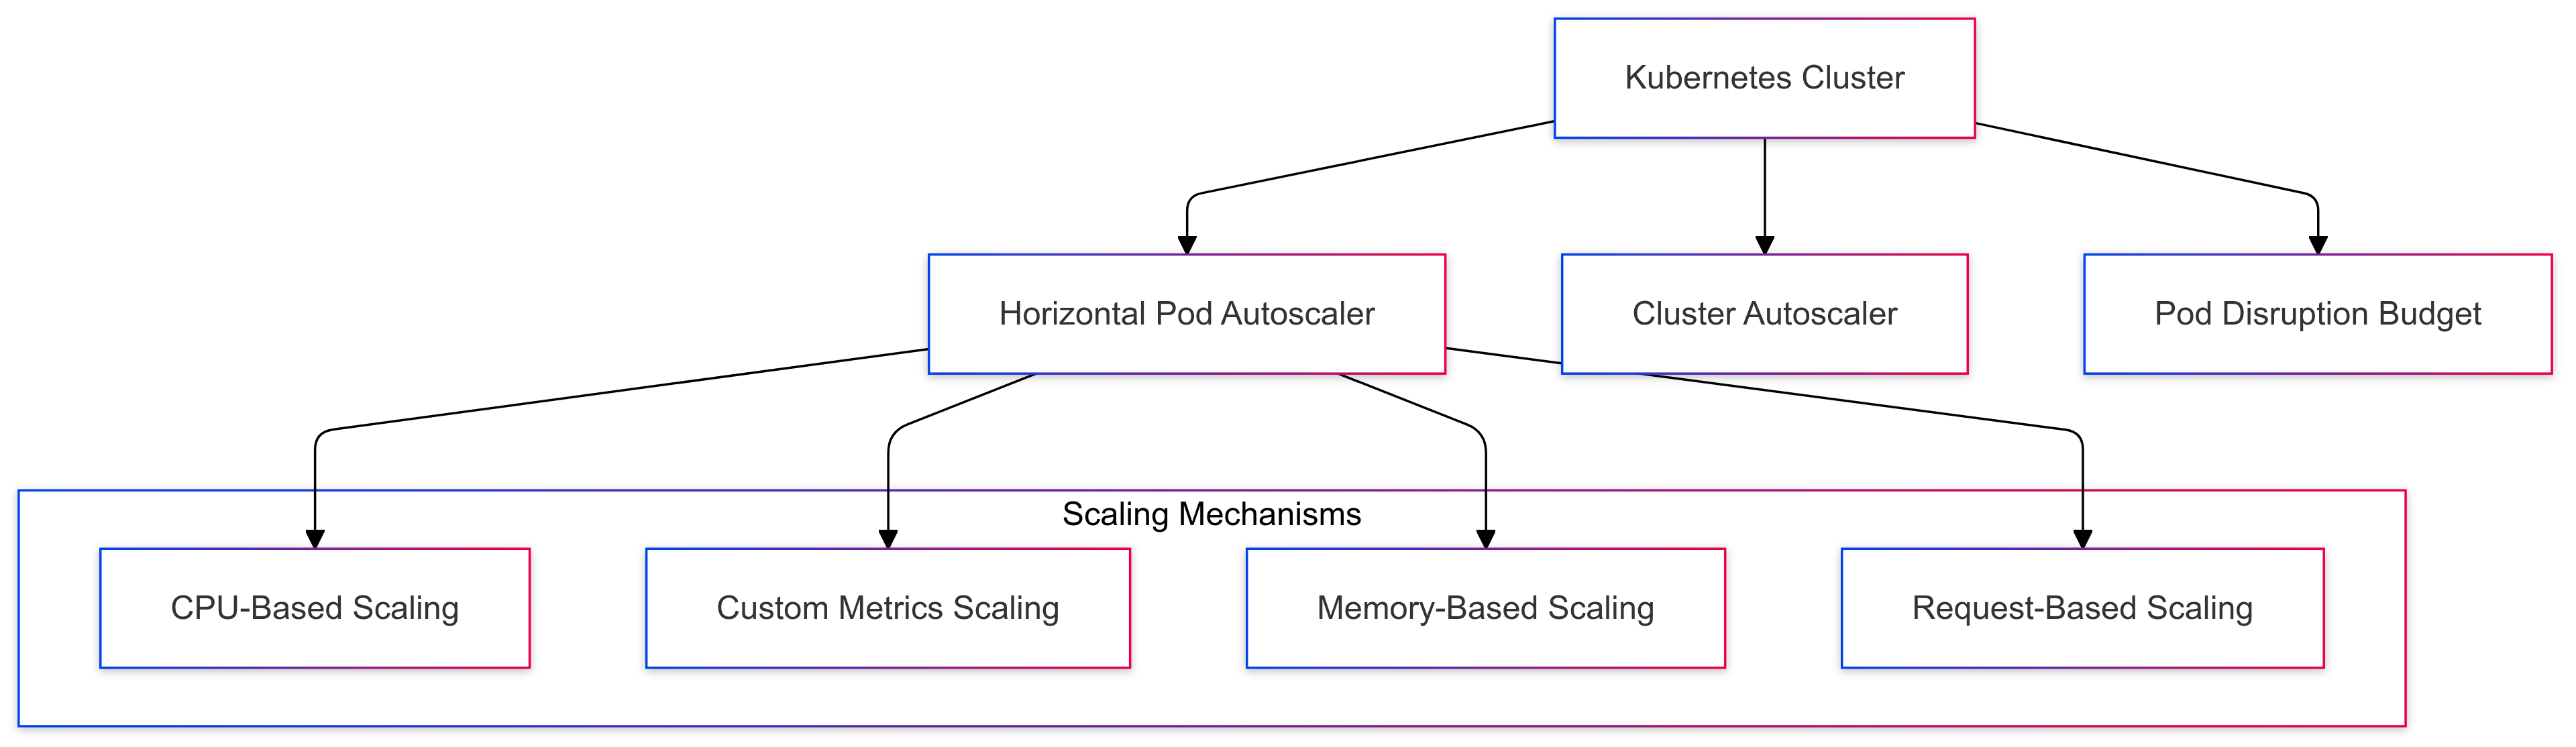 Kubernetes Cluster
Horizontal Pod Autoscaler
Cluster Autoscaler
Pod Disruption Budget
Scaling Mechanisms
CPU-Based Scaling
Custom Metrics Scaling
Memory-Based Scaling
Request-Based Scaling